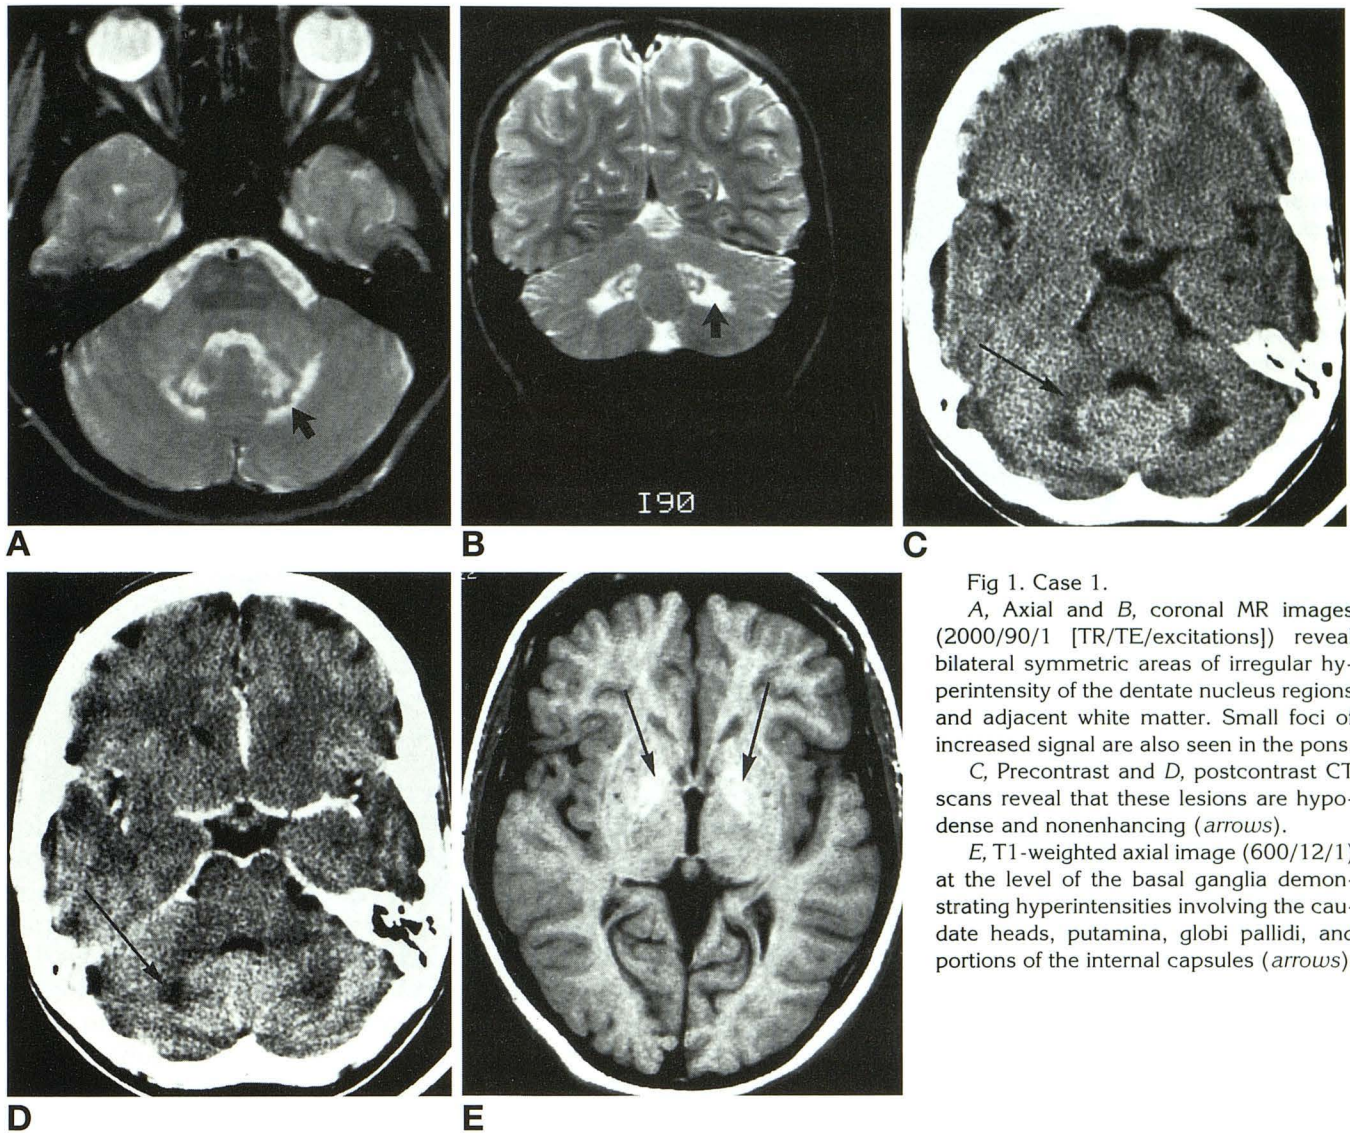 I90
A
B
C
D
E
Fig 1. Case 1.
A, Axial and B, coronal MR images
(2000/90/1 [TR/TE/excitations]) reveal
bilateral symmetric areas of irregular hy-
perintensity of the dentate nucleus regions
and adjacent white matter. Small foci of
increased signal are also seen in the pons.
C, Precontrast and D, postcontrast CT
scans reveal that these lesions are hypo-
dense and nonenhancing (arrows).
E, T1-weighted axial image (600/12/1)
at the level of the basal ganglia demon-
strating hyperintensities involving the cau-
date heads, putamina, globi pallidi, and
portions of the internal capsules (arrows)